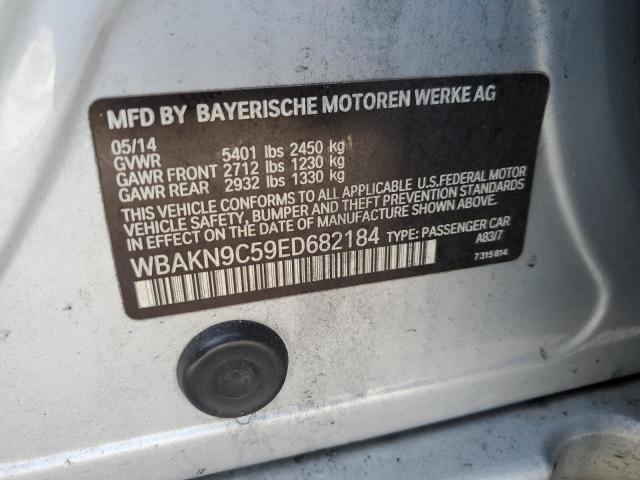 MFD BY BAYERISCHE MOTOREN WERKE AG
05/14
GVWR 5401 lbs 2450 kg
GAWR FRONT 2712 lbs 1230 kg
GAWR REAR 2932 lbs 1330 kg
THIS VEHICLE CONFORMS TO ALL APPLICABLE U.S.FEDERAL MOTOR
VEHICLE SAFETY, BUMPER AND THEFT PREVENTION STANDARDS
IN EFFECT ON THE DATE OF MANUFACTURE SHOWN ABOVE.
WBAKN9C59ED682184 TYPE: PASSENGER CAR
A83/7
7315814